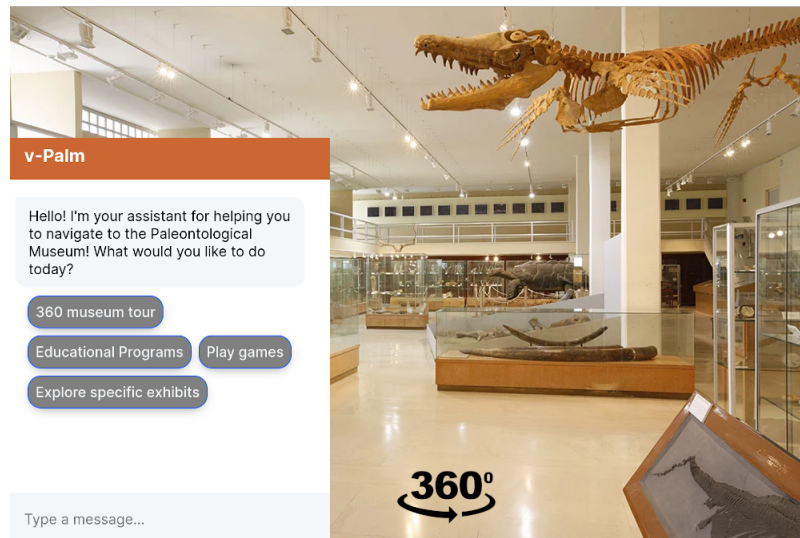 v-Palm
Hello! I'm your assistant for helping you
to navigate to the Paleontological
Museum! What would you like to do
today?
360 museum tour
Educational Programs Play games
Explore specific exhibits
Type a message...
360º